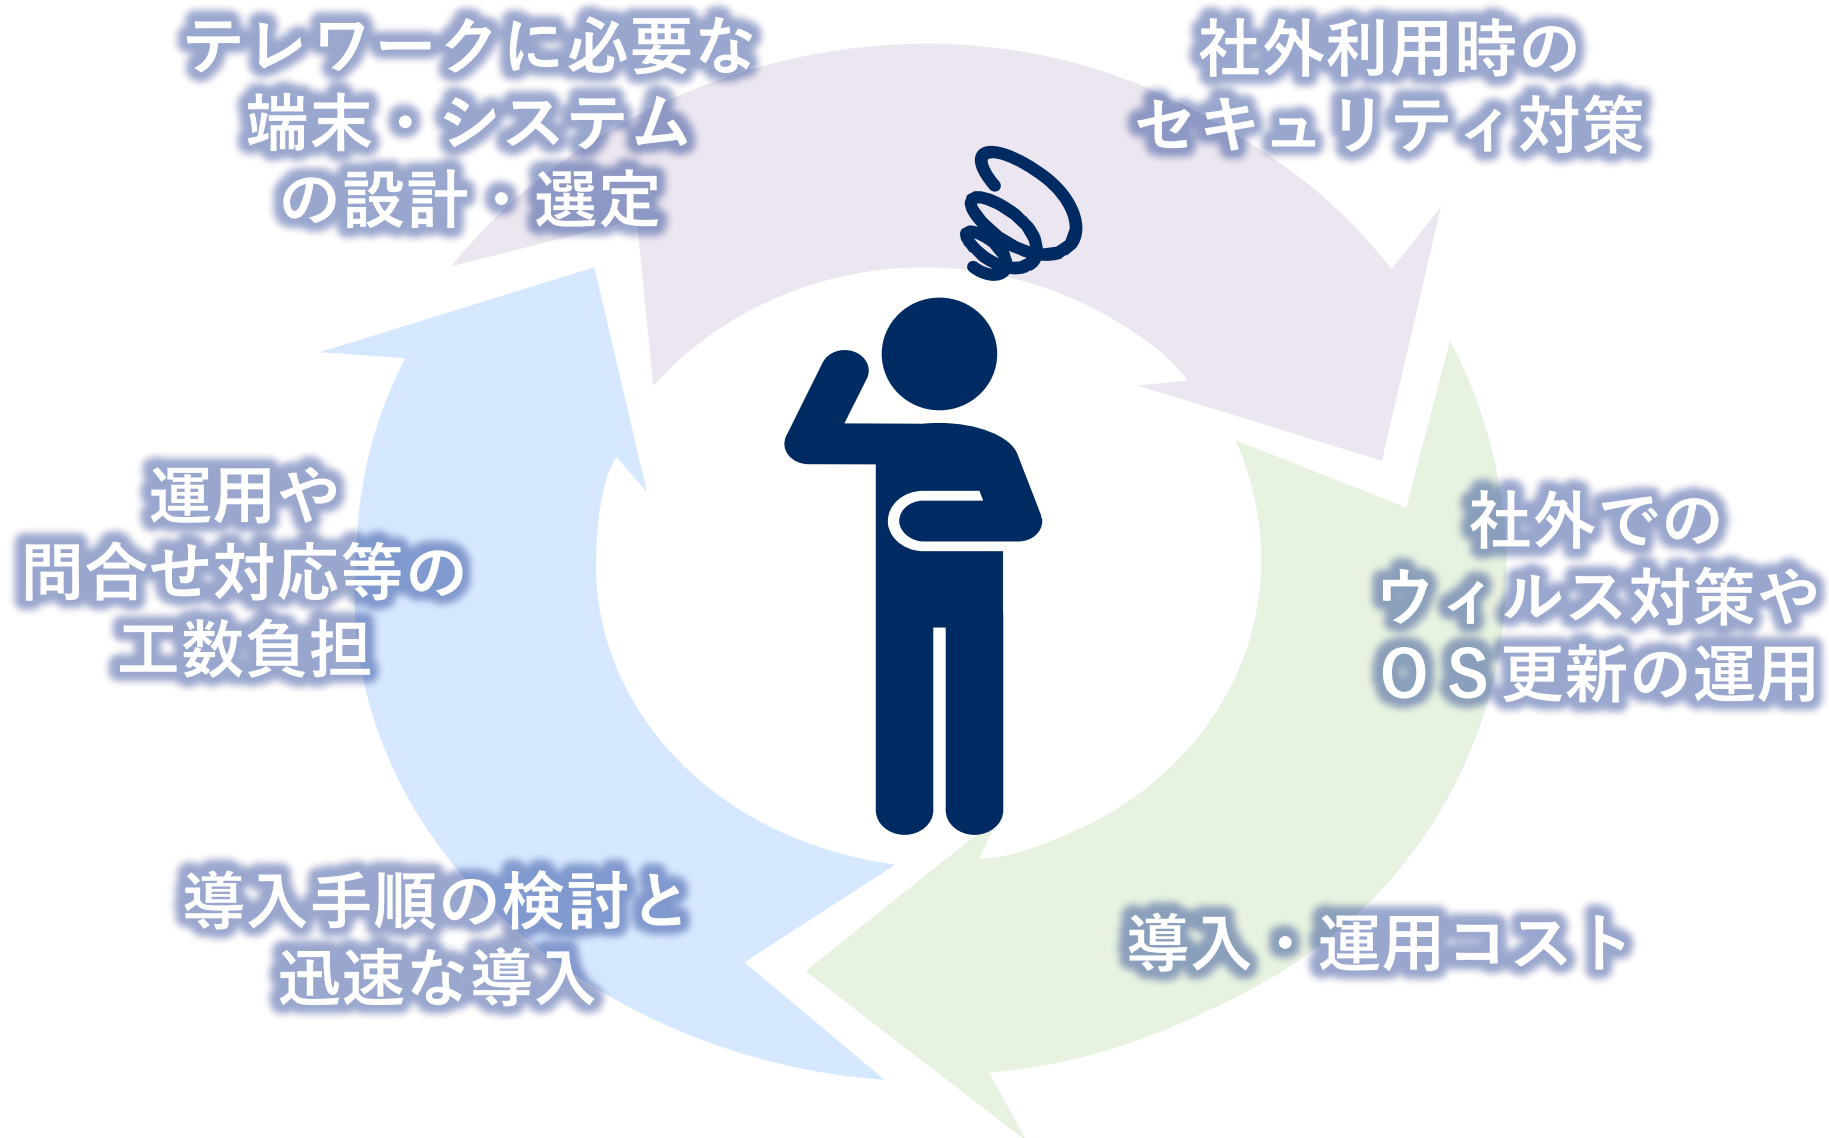 テレワークに必要な
端末・システム
の設計・選定
社外利用時の
セキュリティ対策
運用や
問合せ対応等の
工数負担
社外での
ウィルス対策や
ＯＳ更新の運用
導入手順の検討と
迅速な導入
導入・運用コスト